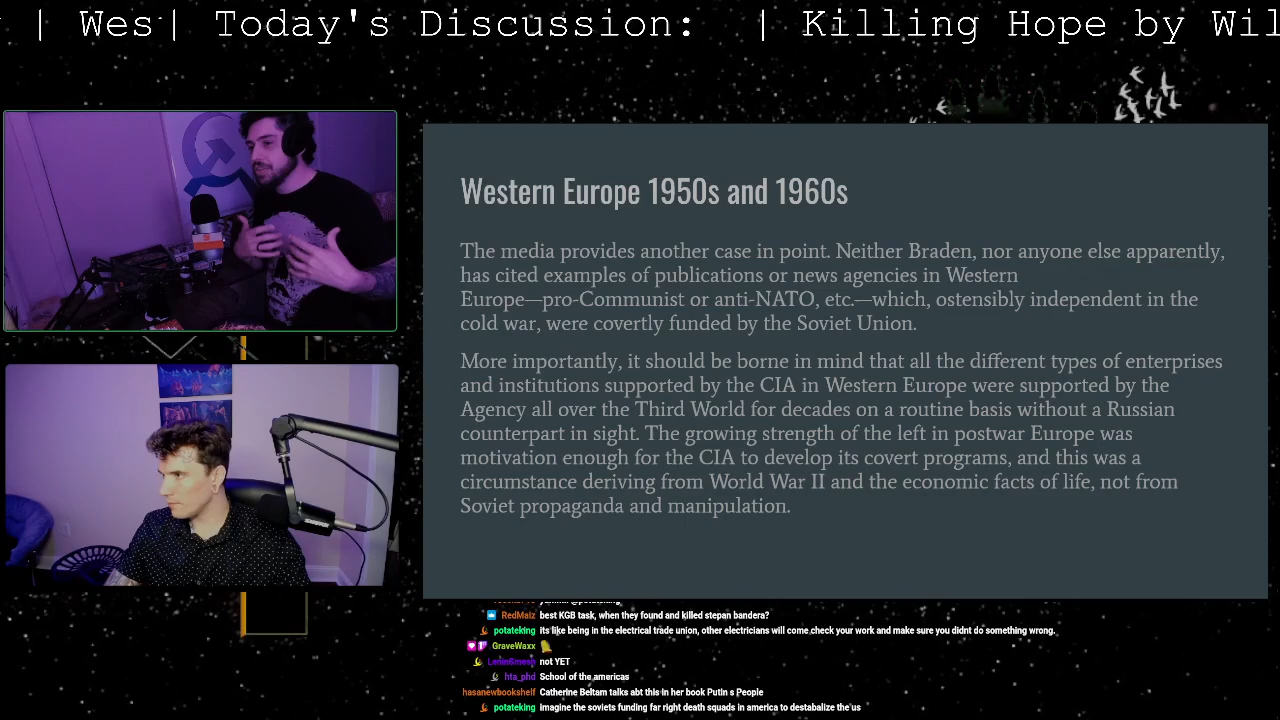 | Wes| Today's Discussion: | Killing Hope by Wil
Western Europe 1950s and 1960s
The media provides another case in point. Neither Braden, nor anyone else apparently,
has cited examples of publications or news agencies in Western
Europe—pro-Communist or anti-NATO, etc.—which, ostensibly independent in the
cold war, were covertly funded by the Soviet Union.
More importantly, it should be borne in mind that all the different types of enterprises
and institutions supported by the CIA in Western Europe were supported by the
Agency all over the Third World for decades on a routine basis without a Russian
counterpart in sight. The growing strength of the left in postwar Europe was
motivation enough for the CIA to develop its covert programs, and this was a
circumstance deriving from World War II and the economic facts of life, not from
Soviet propaganda and manipulation.
RedMalz best KGB task, when they found and killed stepan bandera?
potateking its like being in the electrical trade union, other electricians will come check your work and make sure you didnt do something wrong.
GraveWaxx
not YET
hta_phd School of the americas
hasanewbookshelf Catherine Beltam talks abt this in her book Putin s People
potateking imagine the soviets funding far right death squads in america to destabalize the us